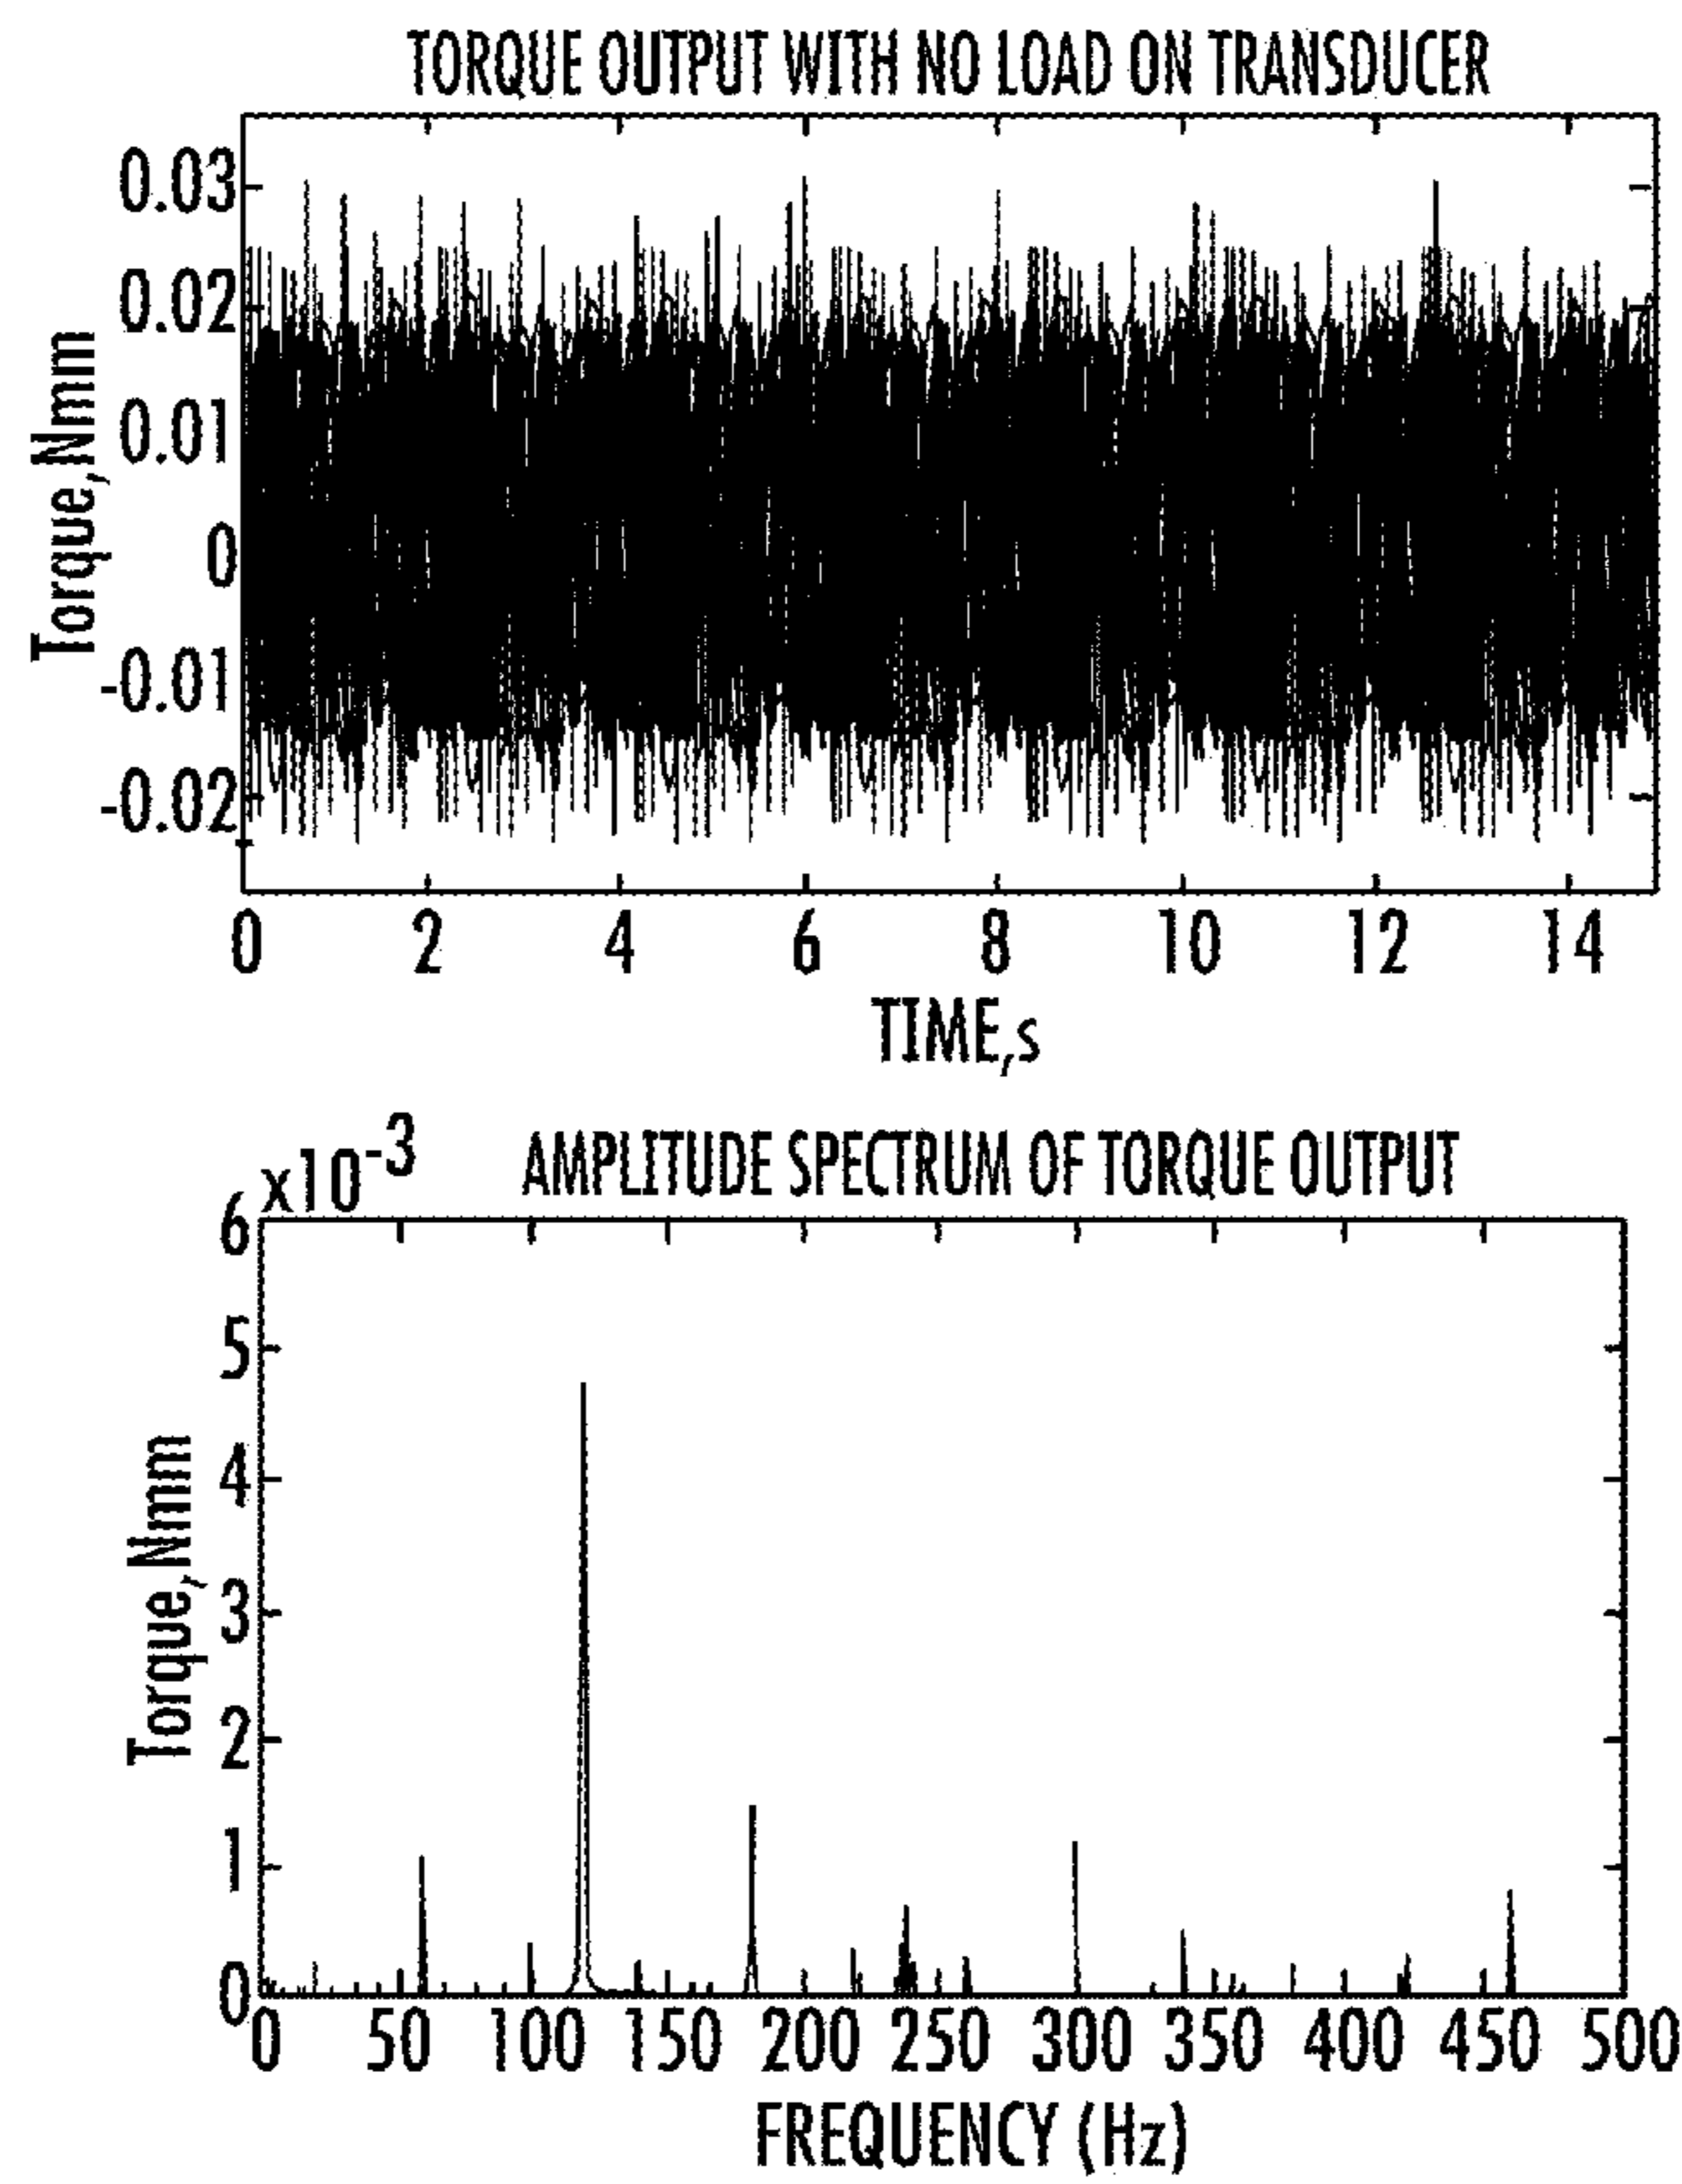 TORQUE OUTPUT WITH NO LOAD ON TRANSDUCER
0.03
0.02
0.01
0
-0.01
-0.02
Torque,Nmm
0 2 4 6 8 10 12 14
TIME,s
x10-3
AMPLITUDE SPECTRUM OF TORQUE OUTPUT
6
5
4
3
2
1
0
Torque,Nmm
0 50 100 150 200 250 300 350 400 450 500
FREQUENCY (Hz)